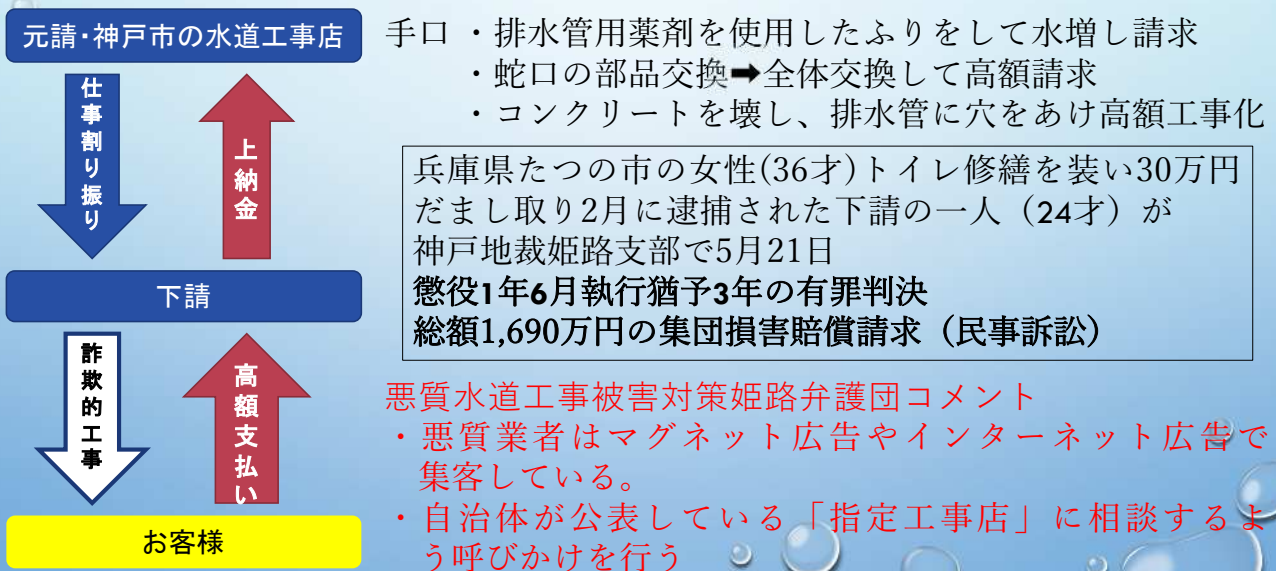 元請・神戸市の水道工事店
仕事割り振り
上納金
下請
詐欺的工事
高額支払い
お客様
手口 ・排水管用薬剤を使用したふりをして水増し請求
・蛇口の部品交換➡全体交換して高額請求
・コンクリートを壊し、排水管に穴をあけ高額工事化
兵庫県たつの市の女性(36才)トイレ修繕を装い30万円
だまし取り2月に逮捕された下請の一人（24才）が
神戸地裁姫路支部で5月21日
懲役1年6月執行猶予3年の有罪判決
総額1,690万円の集団損害賠償請求（民事訴訟）
悪質水道工事被害対策姫路弁護団コメント
・悪質業者はマグネット広告やインターネット広告で
集客している。
・自治体が公表している「指定工事店」に相談するよ
う呼びかけを行う